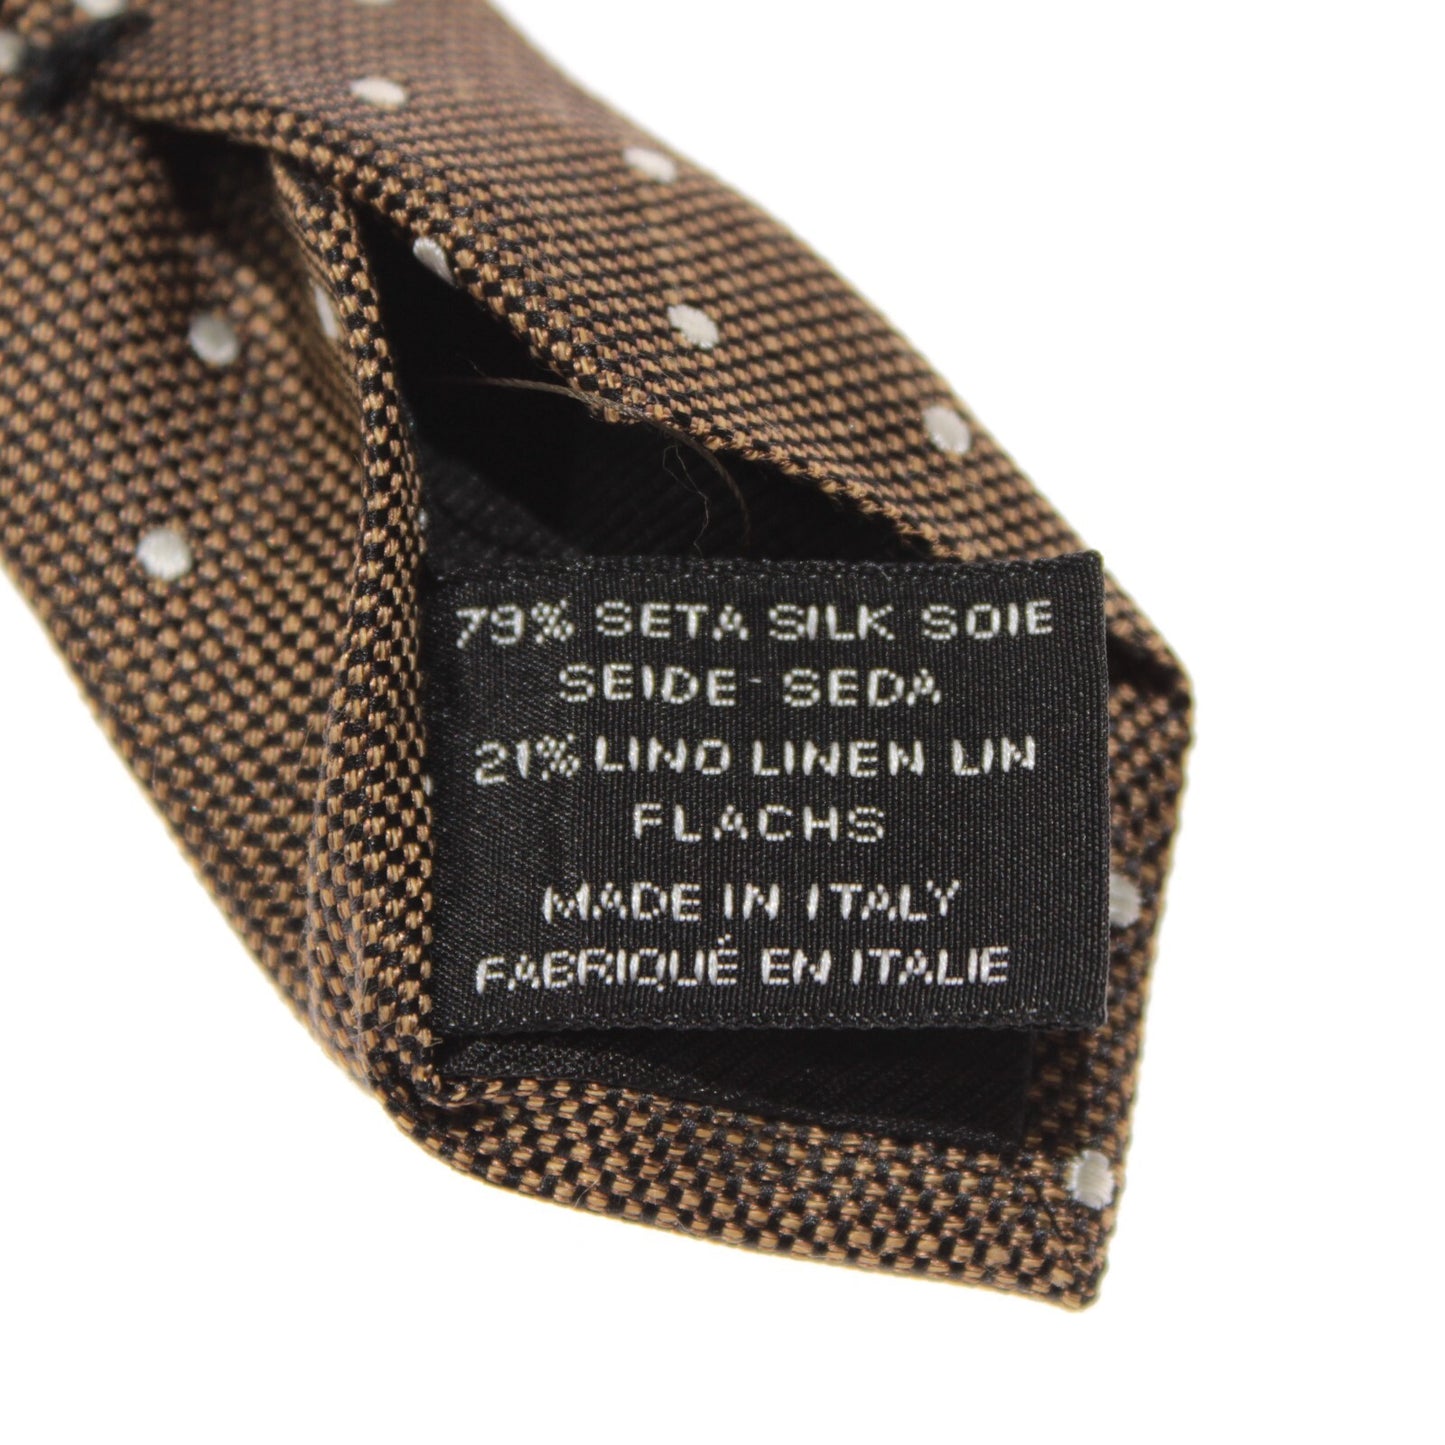 79% SETA SILK SOIE
SEIDE SEDA
21% LINO LINEN LIN
FLACHS
MADE IN ITALY
FABRIQUÉ EN ITALIE